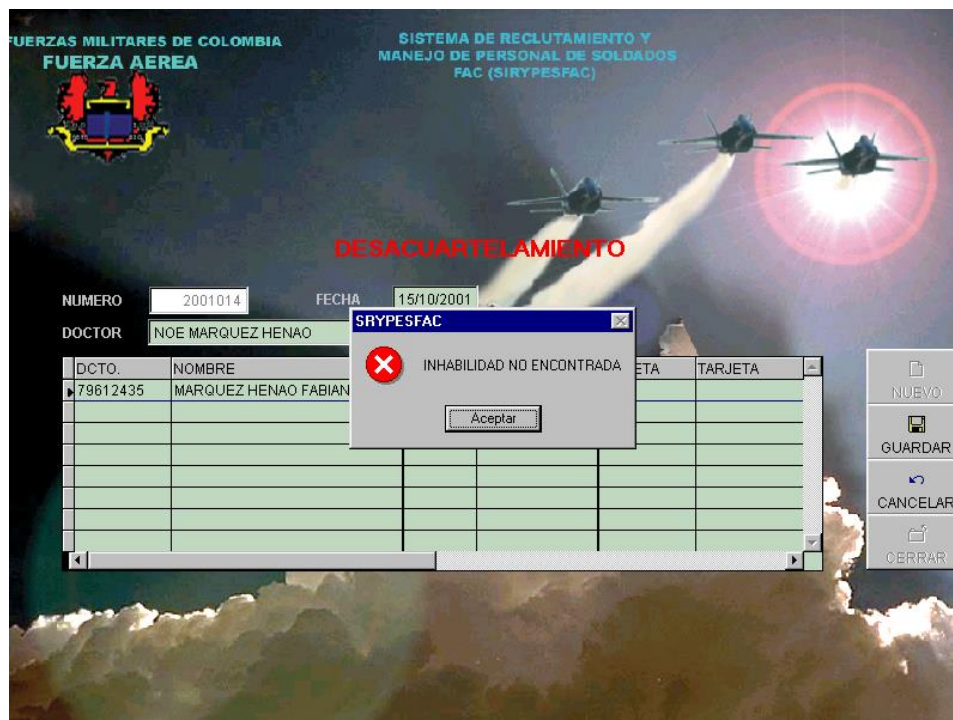 FUERZAS MILITARES DE COLOMBIA
FUERZA AEREA
SISTEMA DE RECLUTAMIENTO Y
MANEJO DE PERSONAL DE SOLDADOS
FAC (SIRYPESFAC)
DESACUARTELAMIENTO
NUMERO 2001014 FECHA 15/10/2001
DOCTOR NOE MARQUEZ HENAO
SRYPESFAC
INHABILIDAD NO ENCONTRADA
Aceptar
DCTO. NOMBRE ETA TARJETA
79612435 MARQUEZ HENAO FABIAN
NUEVO
GUARDAR
CANCELAR
CERRAR